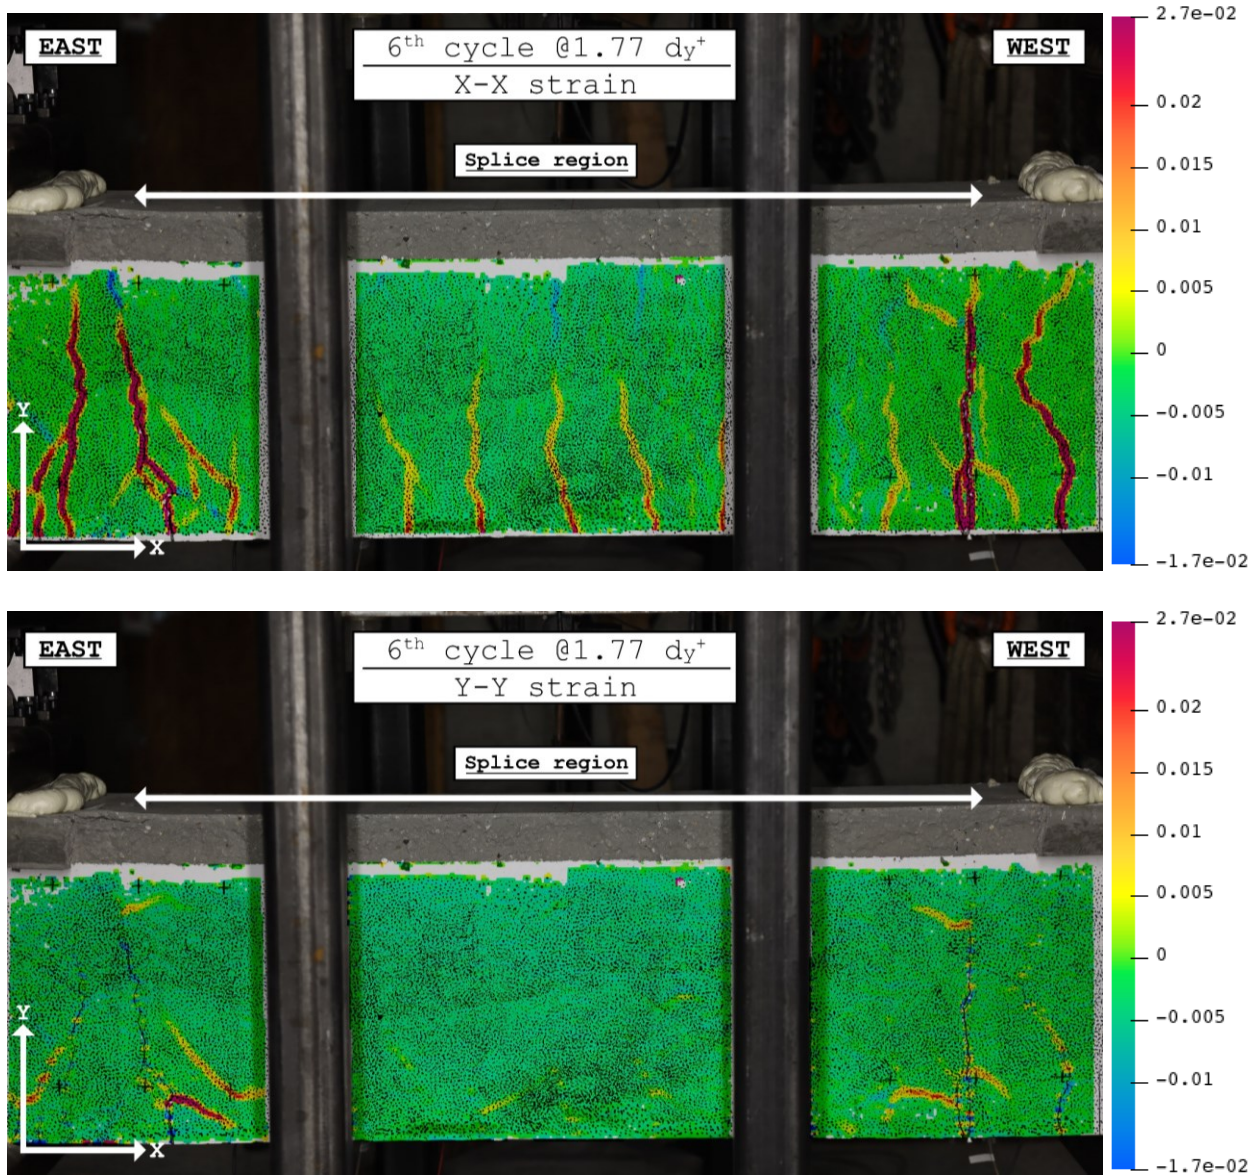 EAST
6th cycle @1.77 dy+
X-X strain
WEST
Splice region
Y
X
2.7e-02
0.02
0.015
0.01
0.005
0
-0.005
-0.01
-1.7e-02
EAST
6th cycle @1.77 dy+
Y-Y strain
WEST
Splice region
Y
X
2.7e-02
0.02
0.015
0.01
0.005
0
-0.005
-0.01
-1.7e-02